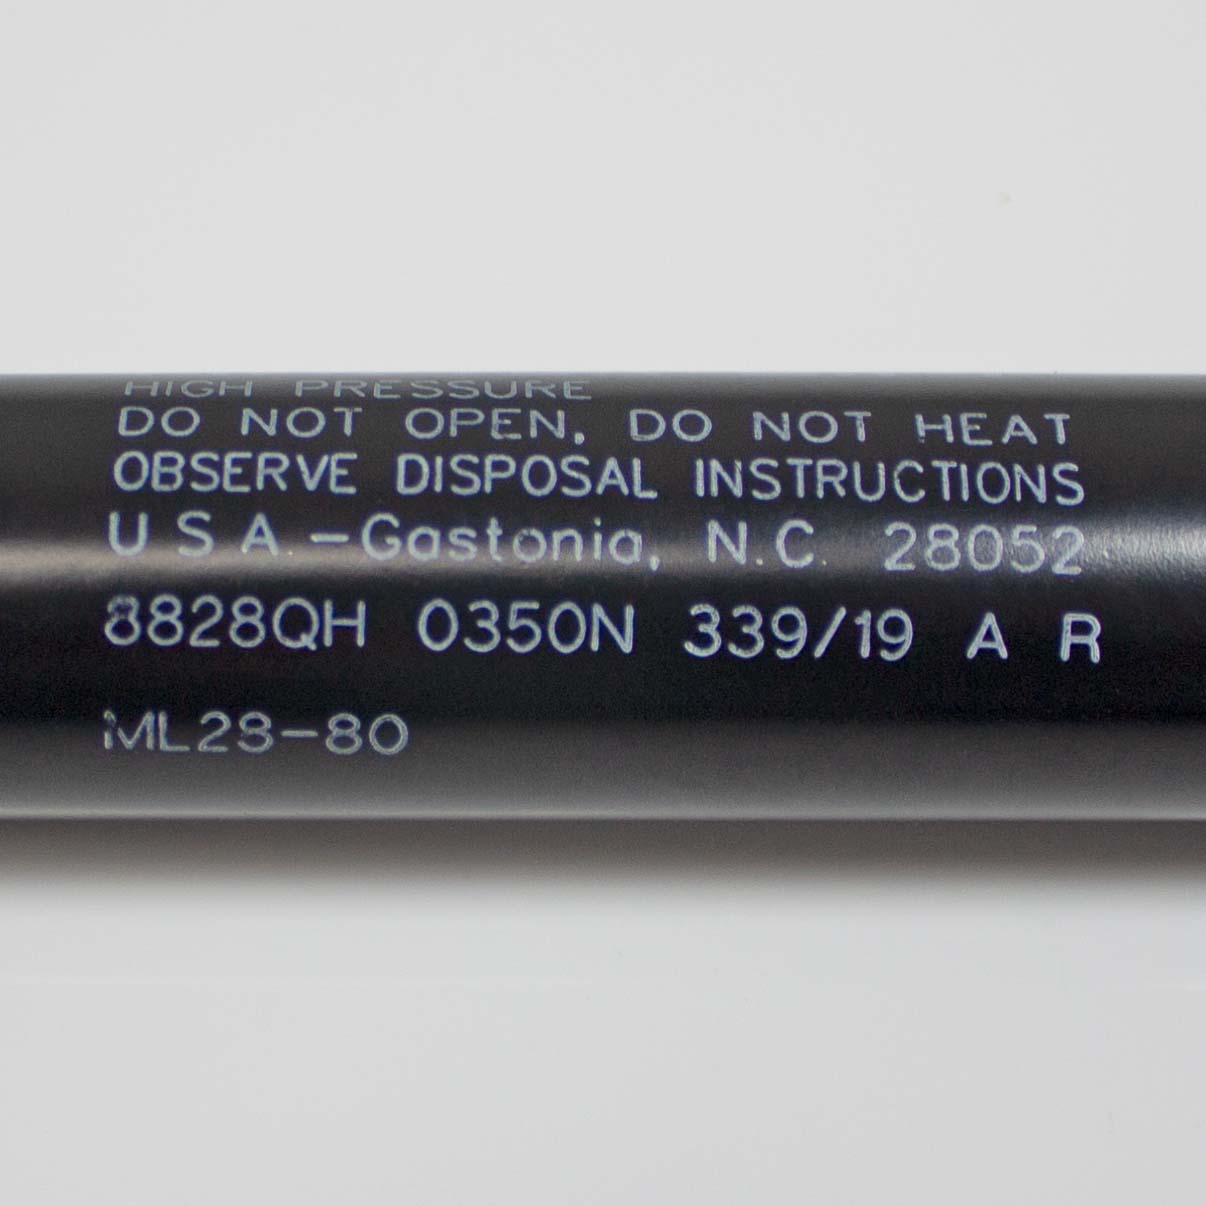 HIGH PRESSURE
DO NOT OPEN, DO NOT HEAT
OBSERVE DISPOSAL INSTRUCTIONS
U S A -Gastonia, N.C 28052
8828QH 0350N 339/19 A R
ML28-80